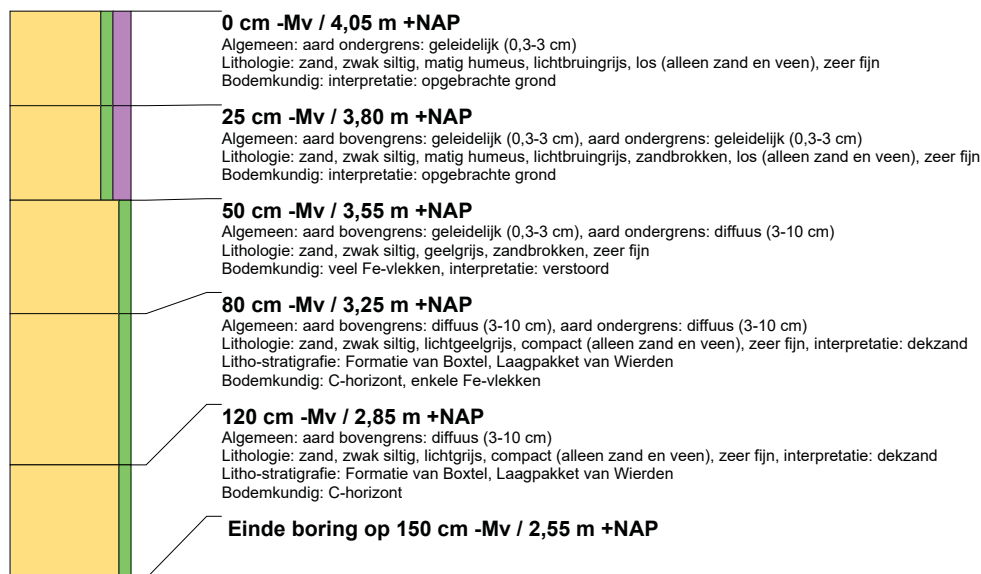 0 cm -Mv / 4,05 m +NAP
Algemeen: aard ondergrens: geleidelijk (0,3-3 cm)
Lithologie: zand, zwak siltig, matig humeus, lichtbruingrijs, los (alleen zand en veen), zeer fijn
Bodemkundig: interpretatie: opgebrachte grond
25 cm -Mv / 3,80 m +NAP
Algemeen: aard bovengrens: geleidelijk (0,3-3 cm), aard ondergrens: geleidelijk (0,3-3 cm)
Lithologie: zand, zwak siltig, matig humeus, lichtbruingrijs, zandbrokken, los (alleen zand en veen), zeer fijn
Bodemkundig: interpretatie: opgebrachte grond
50 cm -Mv / 3,55 m +NAP
Algemeen: aard bovengrens: geleidelijk (0,3-3 cm), aard ondergrens: diffuus (3-10 cm)
Lithologie: zand, zwak siltig, geelgrijs, zandbrokken, zeer fijn
Bodemkundig: veel Fe-vlekken, interpretatie: verstoord
80 cm -Mv / 3,25 m +NAP
Algemeen: aard bovengrens: diffuus (3-10 cm), aard ondergrens: diffuus (3-10 cm)
Lithologie: zand, zwak siltig, lichtgeelgrijs, compact (alleen zand en veen), zeer fijn, interpretatie: dekzand
Litho-stratigrafie: Formatie van Boxtel, Laagpakket van Wierden
Bodemkundig: C-horizont, enkele Fe-vlekken
120 cm -Mv / 2,85 m +NAP
Algemeen: aard bovengrens: diffuus (3-10 cm)
Lithologie: zand, zwak siltig, lichtgrijs, compact (alleen zand en veen), zeer fijn, interpretatie: dekzand
Litho-stratigrafie: Formatie van Boxtel, Laagpakket van Wierden
Bodemkundig: C-horizont
Einde boring op 150 cm -Mv / 2,55 m +NAP